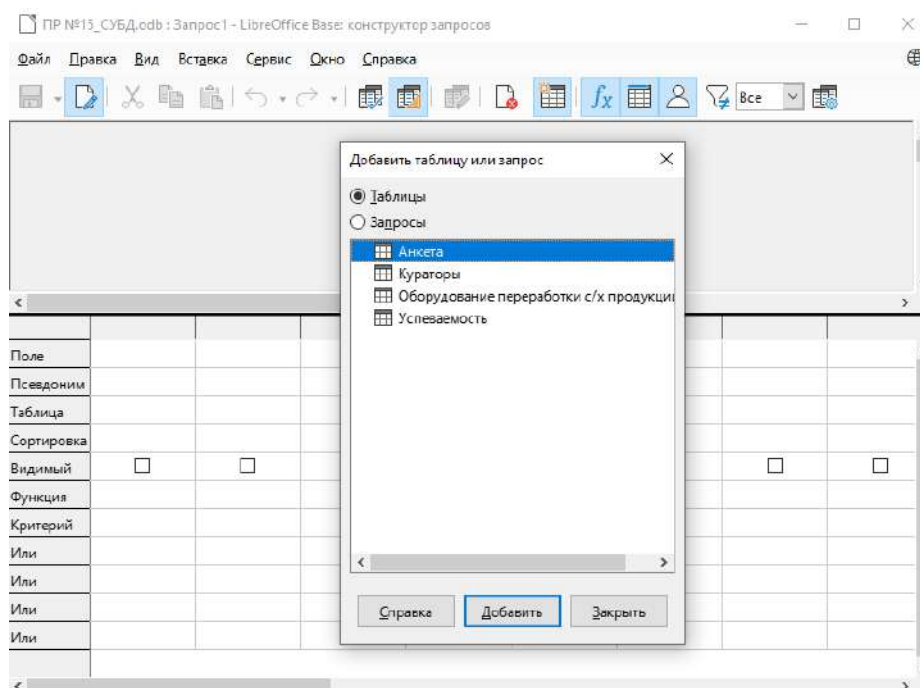 ПР №15_СУБД.odb : Запрос1 - LibreOffice Base: конструктор запросов
Файл Правка Вид Вставка Сервис Окно Справка
Все
Добавить таблицу или запрос
Таблицы
Запросы
Анкета
Кураторы
Оборудование переработки с/х продукции
Успеваемость
Справка Добавить Закрыть
Поле
Псевдоним
Таблица
Сортировка
Видимый
Функция
Критерий
Или
Или
Или
Или